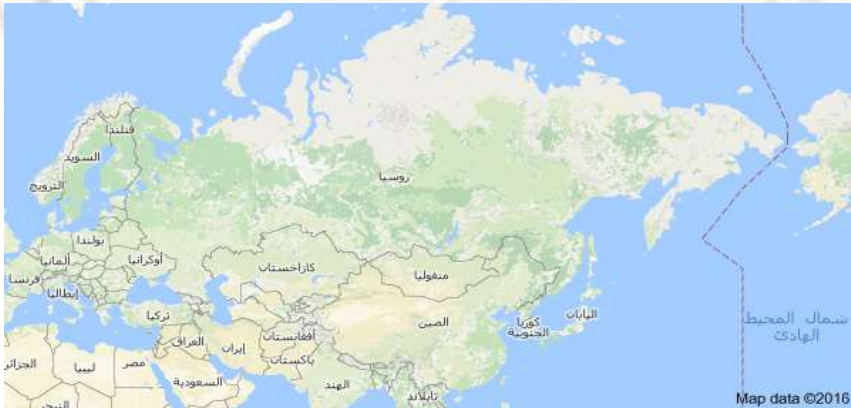 فنلندا
السويد
النرويج
روسيا
بولندا
ألمانيا
أوكرانيا
فرنسا
إيطاليا
كازاخستان
منغوليا
تركيا
اليابان
كوريا
الجنوبية
الصين
شمال المحيط
الهادئ
العراق
إيران
أفغانستان
باكستان
الجزائر
ليبيا
مصر
السعودية
الهند
تايلاند
النيجر
Map data ©2016